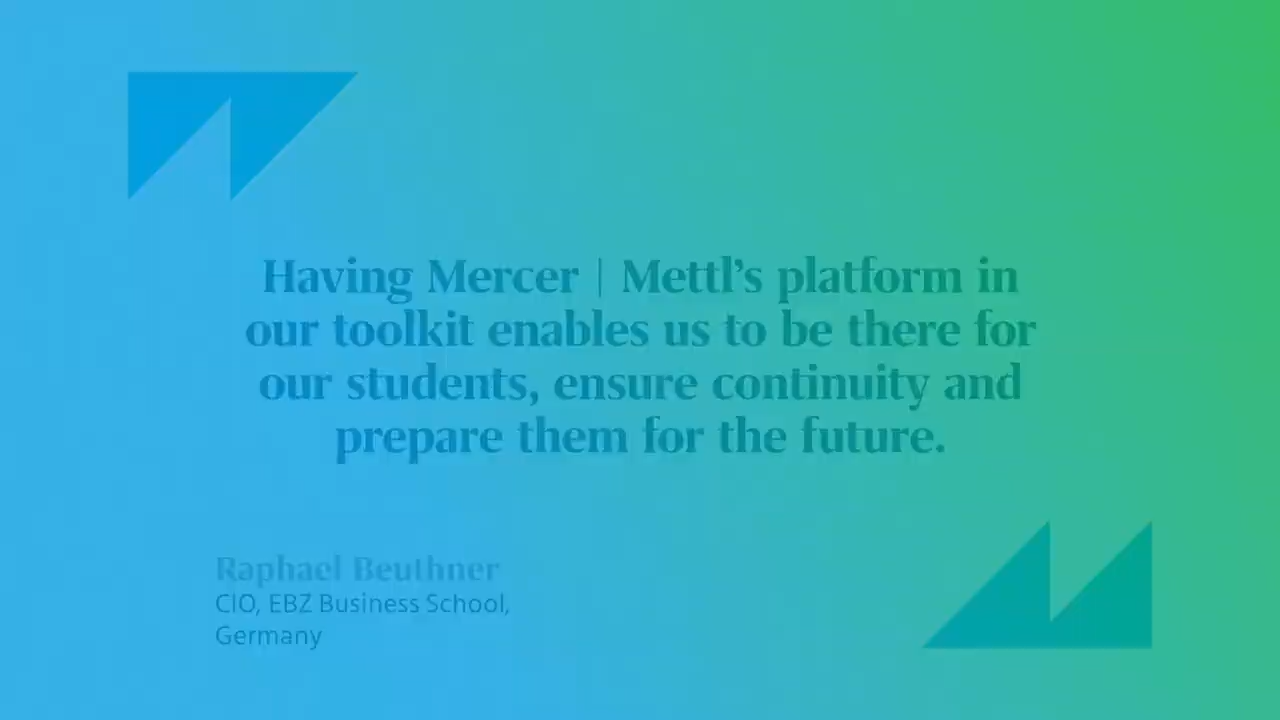 Having Mercer | Mettl’s platform in
our toolkit enables us to be there for
our students, ensure continuity and
prepare them for the future.
Raphael Beuthner
CIO, EBZ Business School,
Germany